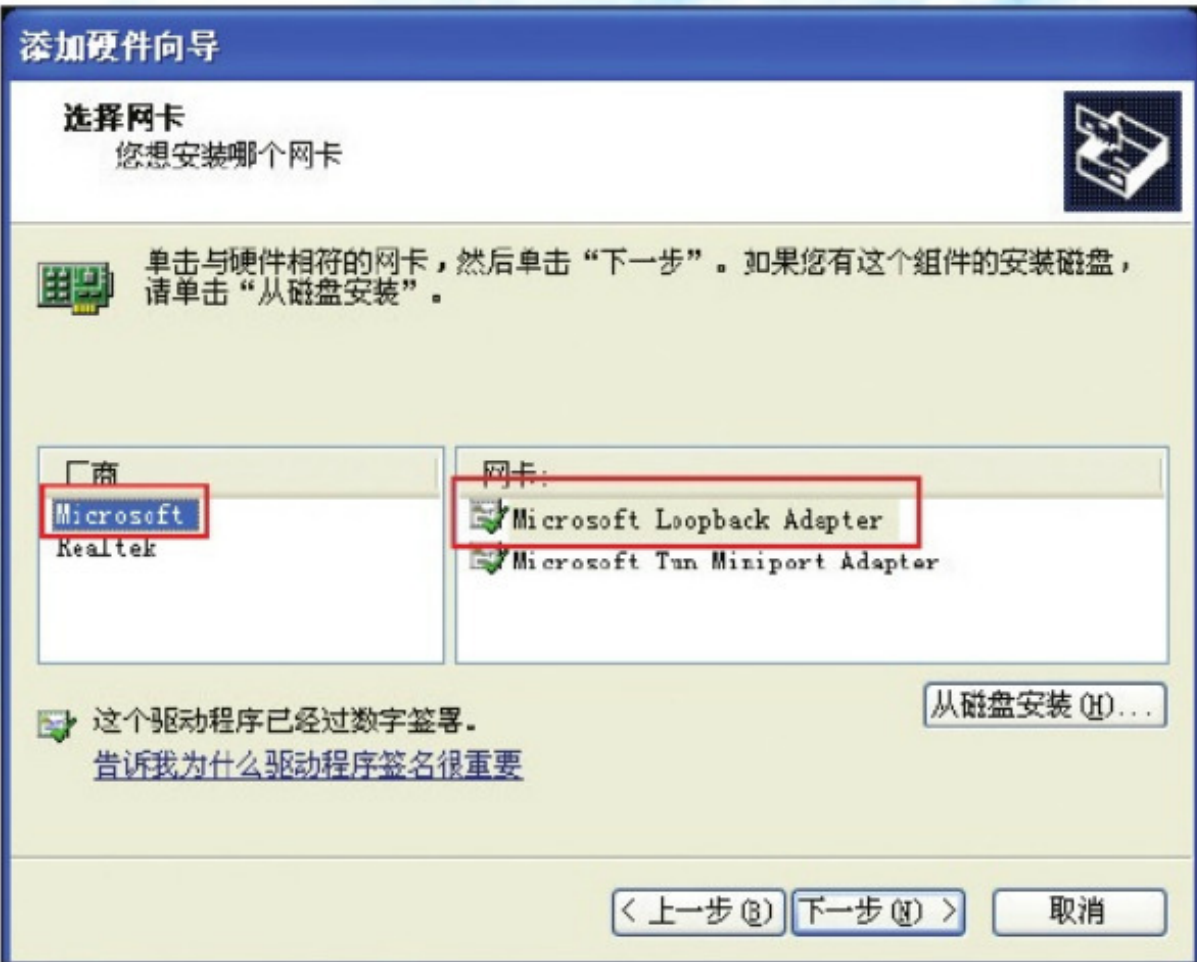 添加硬件向导
选择网卡
您想安装哪个网卡
单击与硬件相符的网卡，然后单击“下一步”。如果您有这个组件的安装磁盘，
请单击“从磁盘安装”。
厂商
Microsoft
Realtek
网卡:
Microsoft Loopback Adapter
Microsoft Tun Miniport Adapter
这个驱动程序已经过数字签署。
告诉我为什么驱动程序签名很重要
从磁盘安装(H)...
< 上一步(B)
下一步(N) >
取消